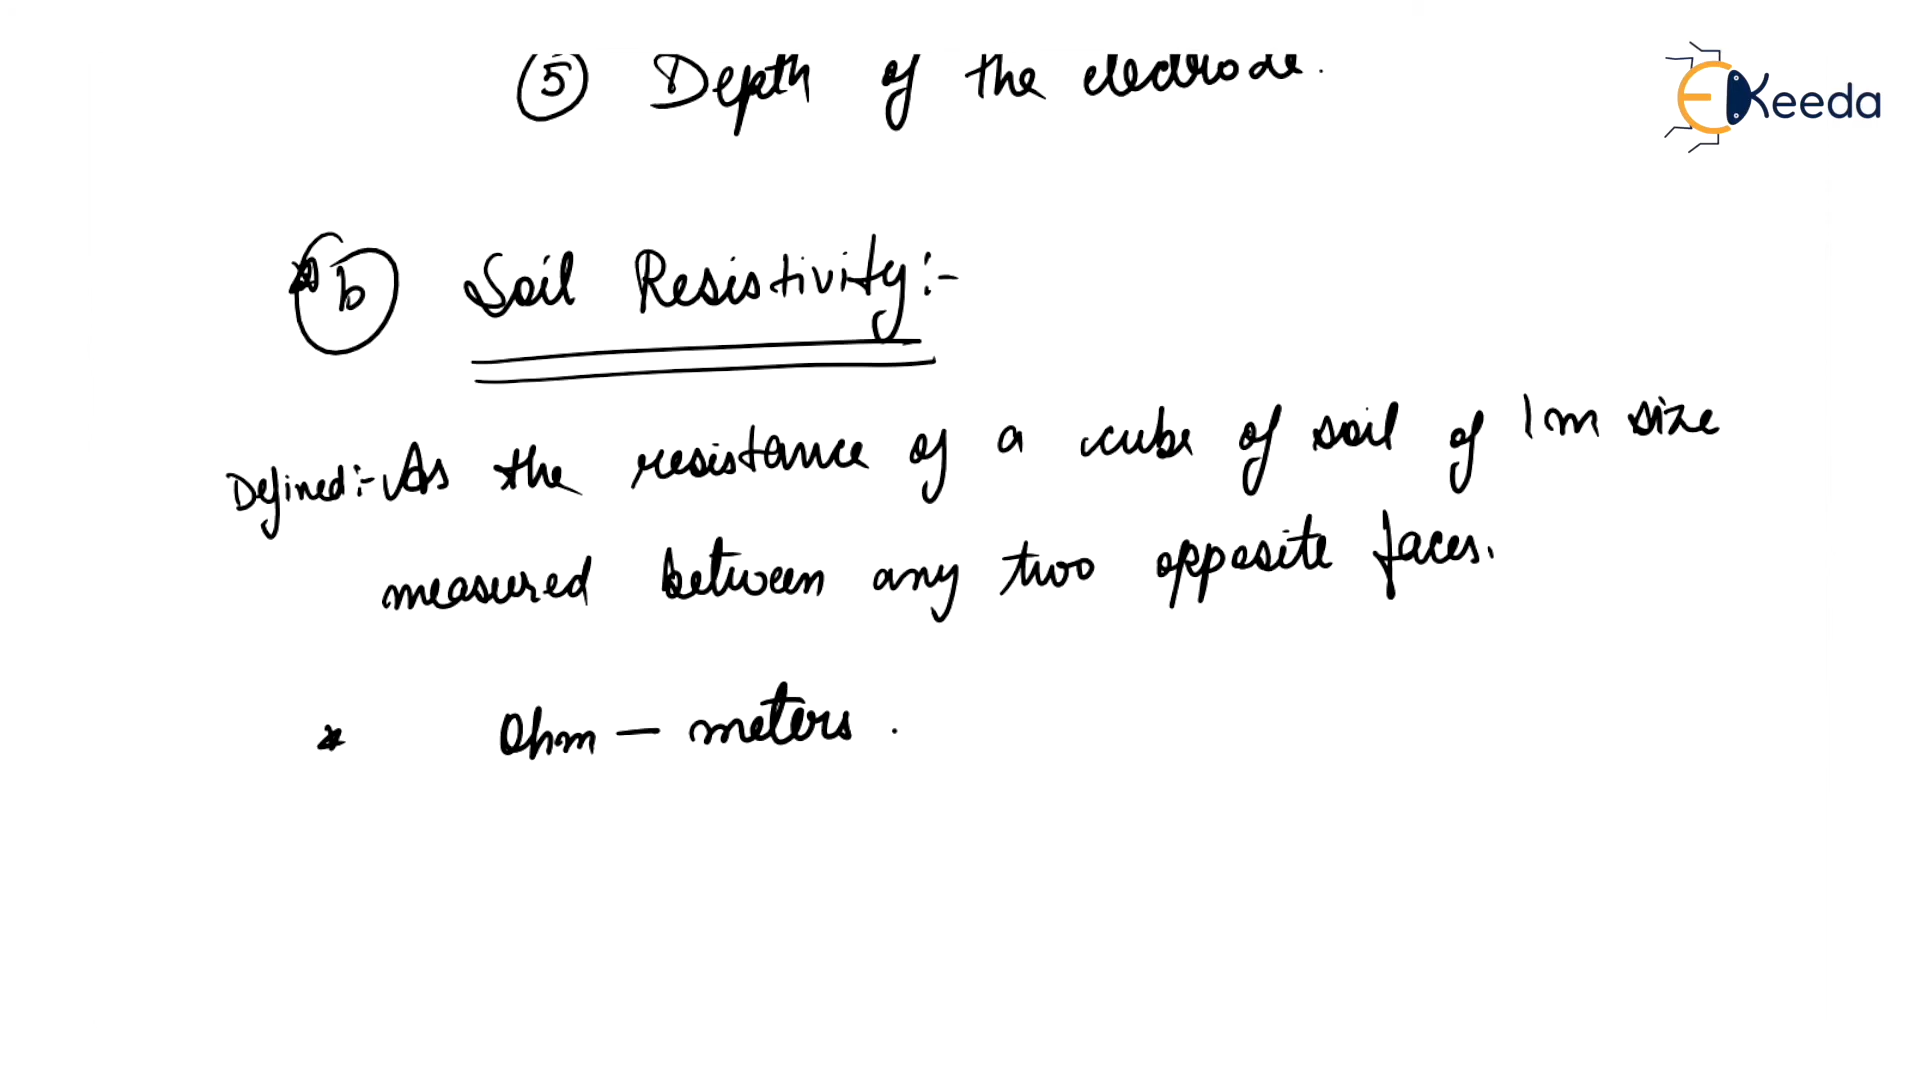 ⑤ Depth of the electrode.
EKeeda
ⓑ Soil Resistivity:-
Defined:- As the resistance of a cube of soil of 1m size
measured between any two opposite faces.
* Ohm - meters.